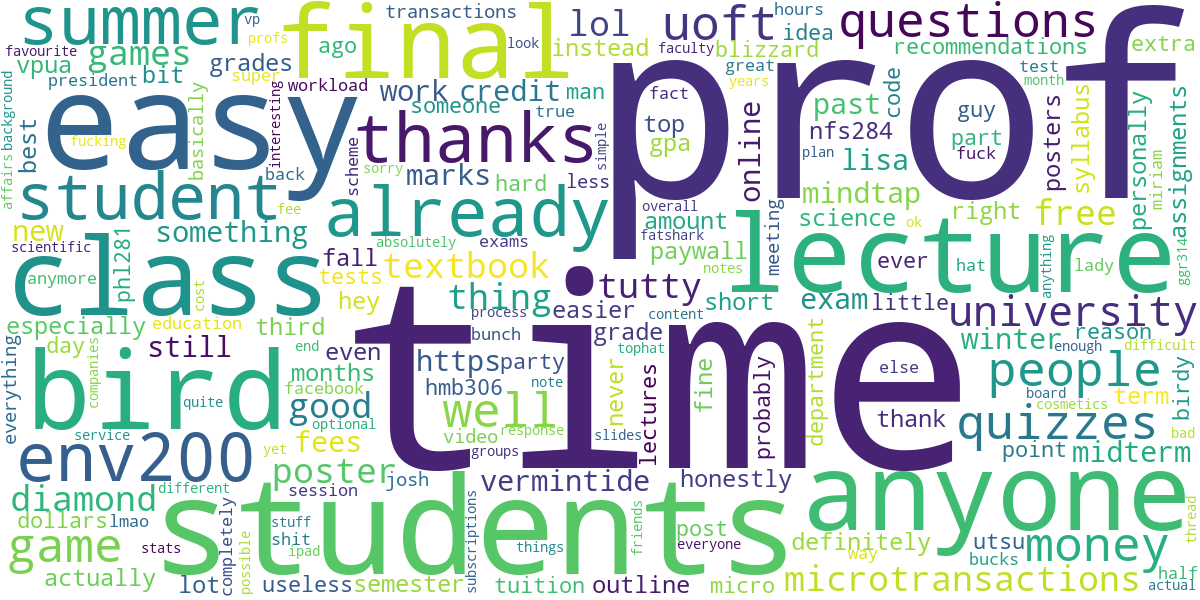 summer vp profs final transactions hours
favourite lol uoft questions
games ago look instead faculty idea recommendations extra
vpua grades super blizzard
president bit workload great test
background easy work credit man years month
affairs fucking interesting someone true fact past code guy
best basically thanks top prof nfs284 part posters syllabus assignments
back scheme gpa online plan fuck personally
student marks hard simple lisa miriam
fee sorry less mindtap
new already overall amount science right free
something absolutely exams fatshark paywall meeting ok
scientific class phl281 fall textbook notes lecture ever hat anything lady ggr314
anymore cost tests tutty
hey thing short exam little university
especially education third process easier content
everything day still bunch grade winter reason difficult
even end time tophat department else enough
bird companies months https party probably people month
facebook hmb306 never fine board cosmetics term birdy bad
quite good well note lectures thank quizzes
optional video response
env200 service yet fees groups slides point midterm
poster josh vermintide honestly anyone
diamond different session students
dollars lmao completely stuff subscriptions friends post definitely utsu money thread
game stats shit things everyone way bucks
possible ipad half
actually lot useless semester tuition outline micro microtransactions actual